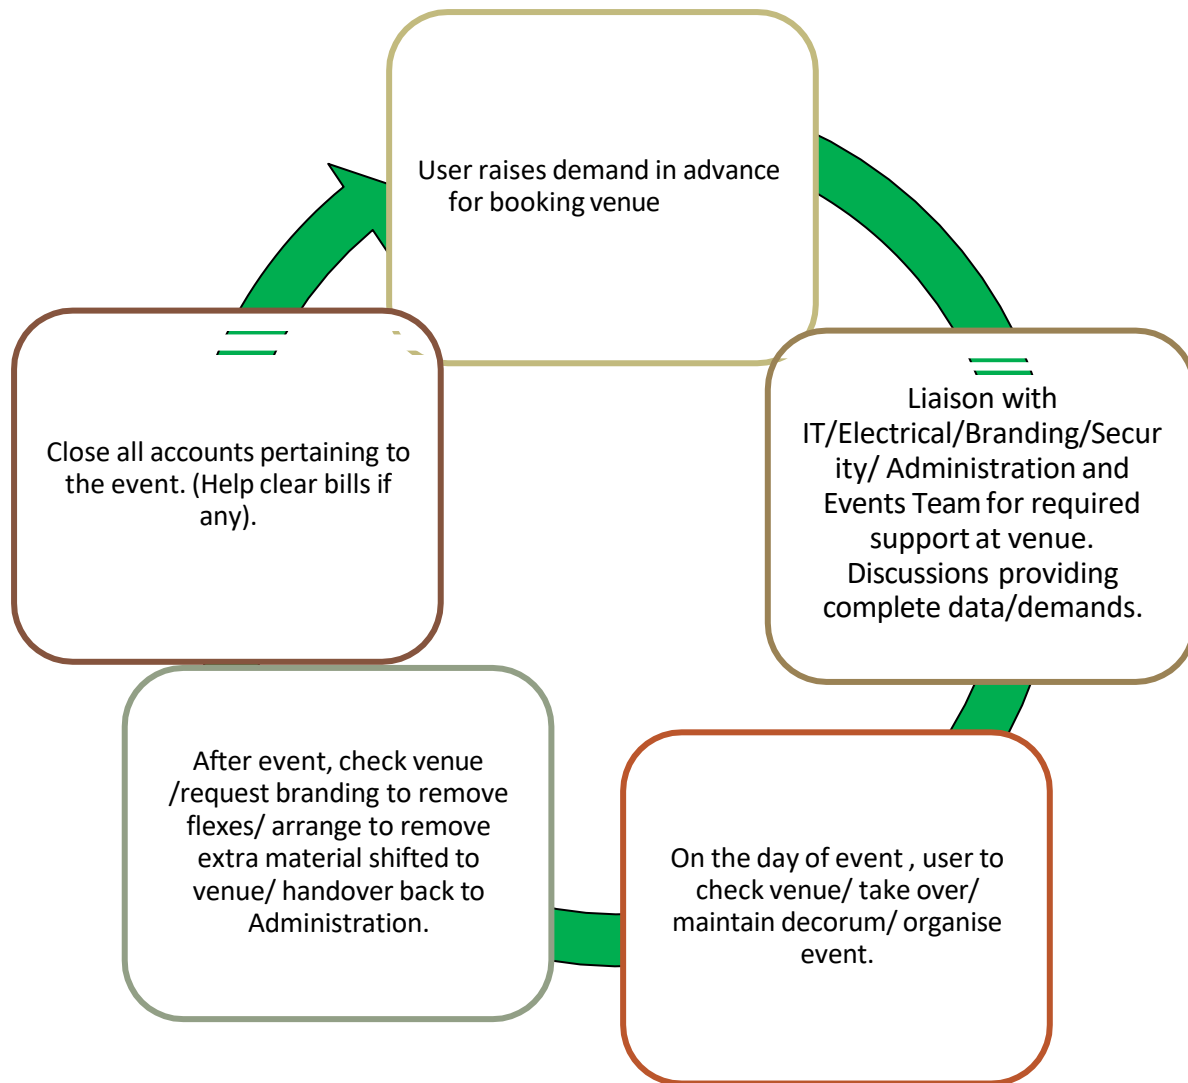 User raises demand in advance
for booking venue
Liaison with
IT/Electrical/Branding/Secur
ity/ Administration and
Events Team for required
support at venue.
Discussions providing
complete data/demands.
On the day of event , user to
check venue/ take over/
maintain decorum/ organise
event.
After event, check venue
/request branding to remove
flexes/ arrange to remove
extra material shifted to
venue/ handover back to
Administration.
Close all accounts pertaining to
the event. (Help clear bills if
any).